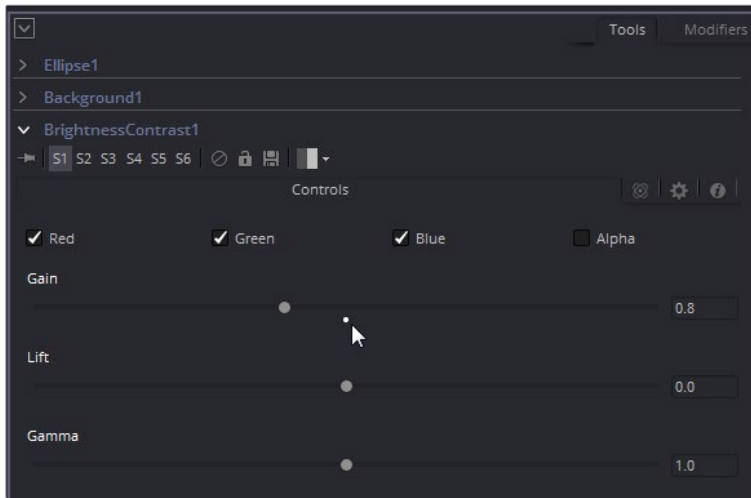 Tools Modifiers
Ellipse1
Background1
BrightnessContrast1
S1 S2 S3 S4 S5 S6
Controls
Red Green Blue Alpha
Gain
0.8
Lift
0.0
Gamma
1.0